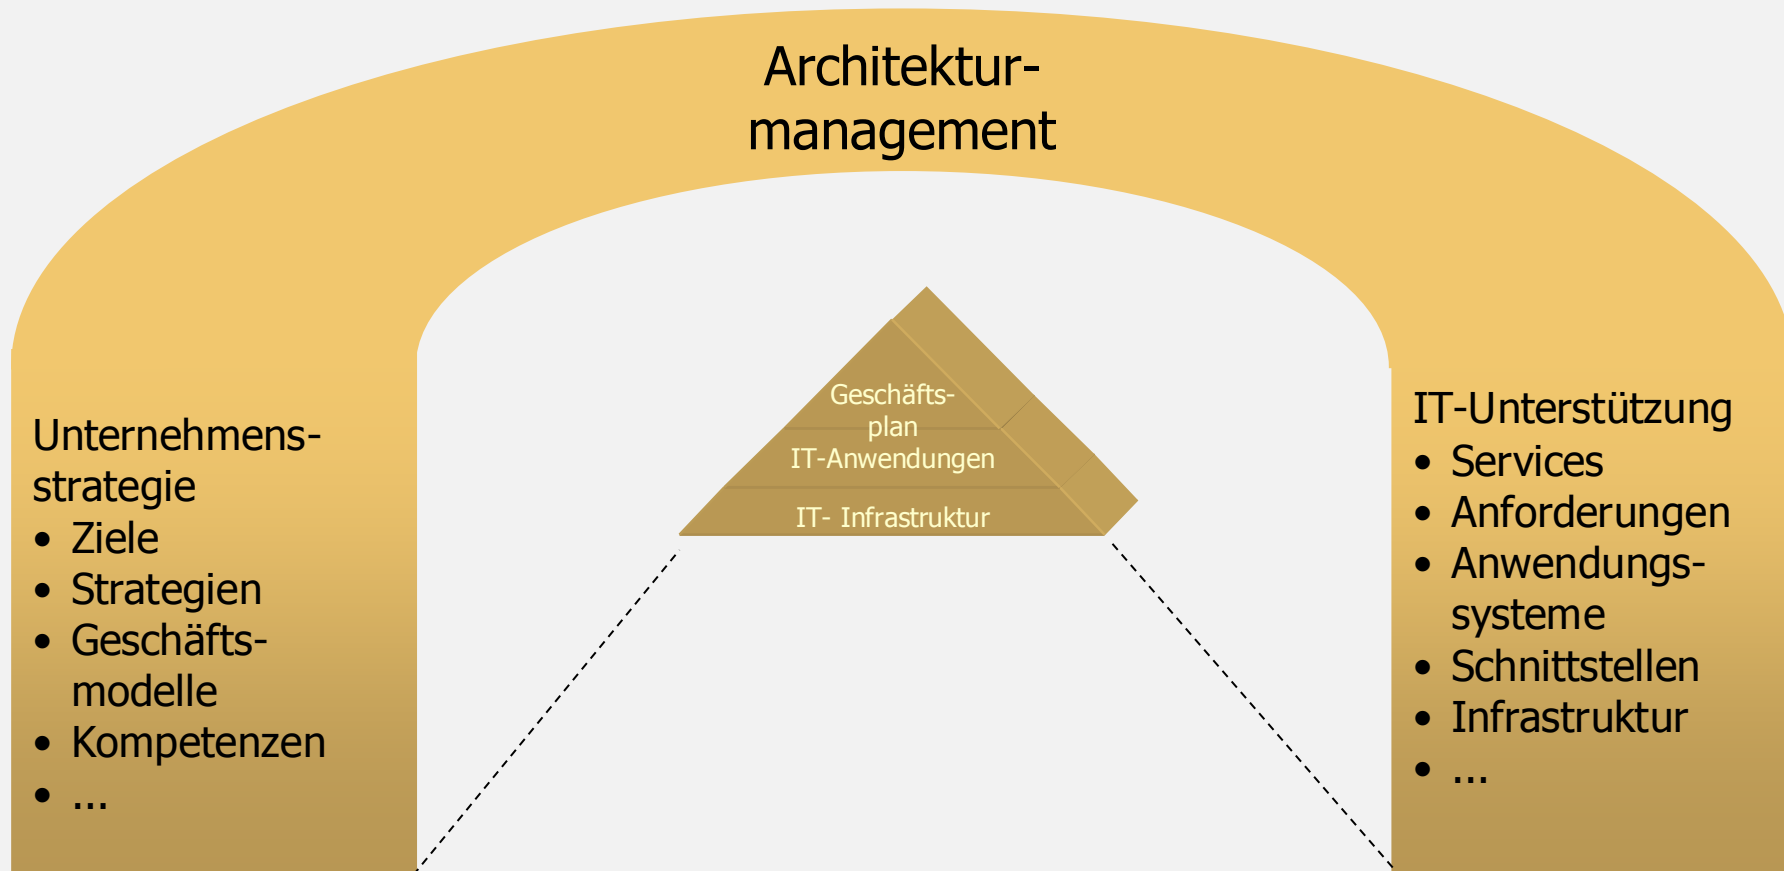 Architektur-
management
Unternehmens-
strategie
• Ziele
• Strategien
• Geschäfts-
modelle
• Kompetenzen
• ...
Geschäfts-
plan
IT-Anwendungen
IT- Infrastruktur
IT-Unterstützung
• Services
• Anforderungen
• Anwendungs-
systeme
• Schnittstellen
• Infrastruktur
• ...